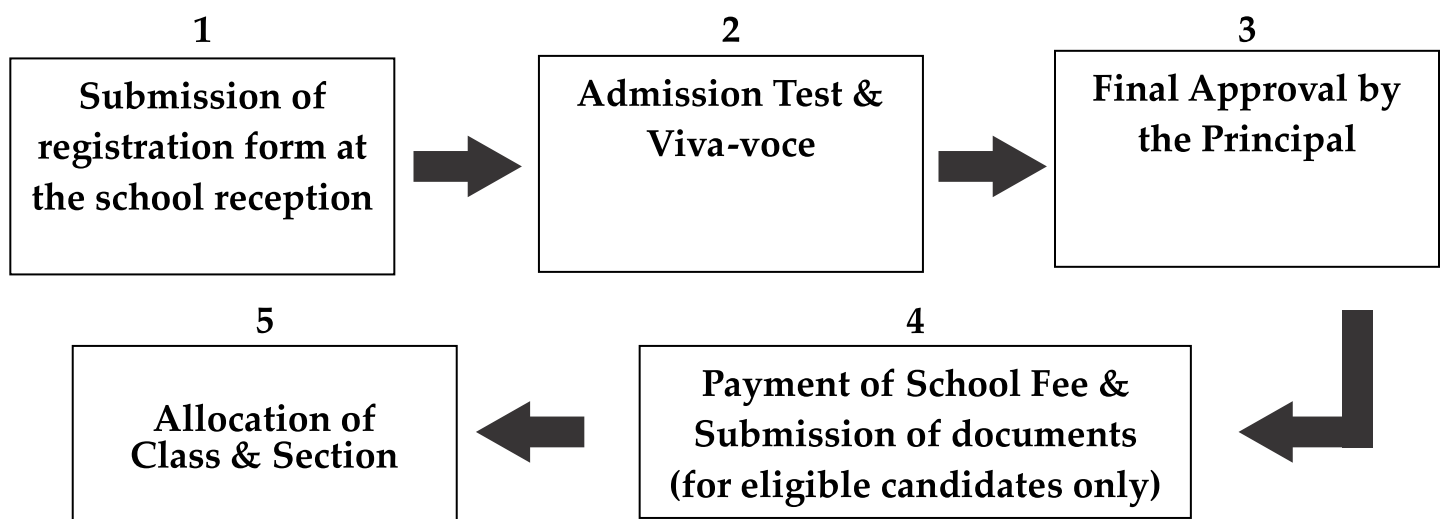 1
Submission of
registration form at
the school reception
2
Admission Test &
Viva-voce
3
Final Approval by
the Principal
4
Payment of School Fee &
Submission of documents
(for eligible candidates only)
5
Allocation of
Class & Section